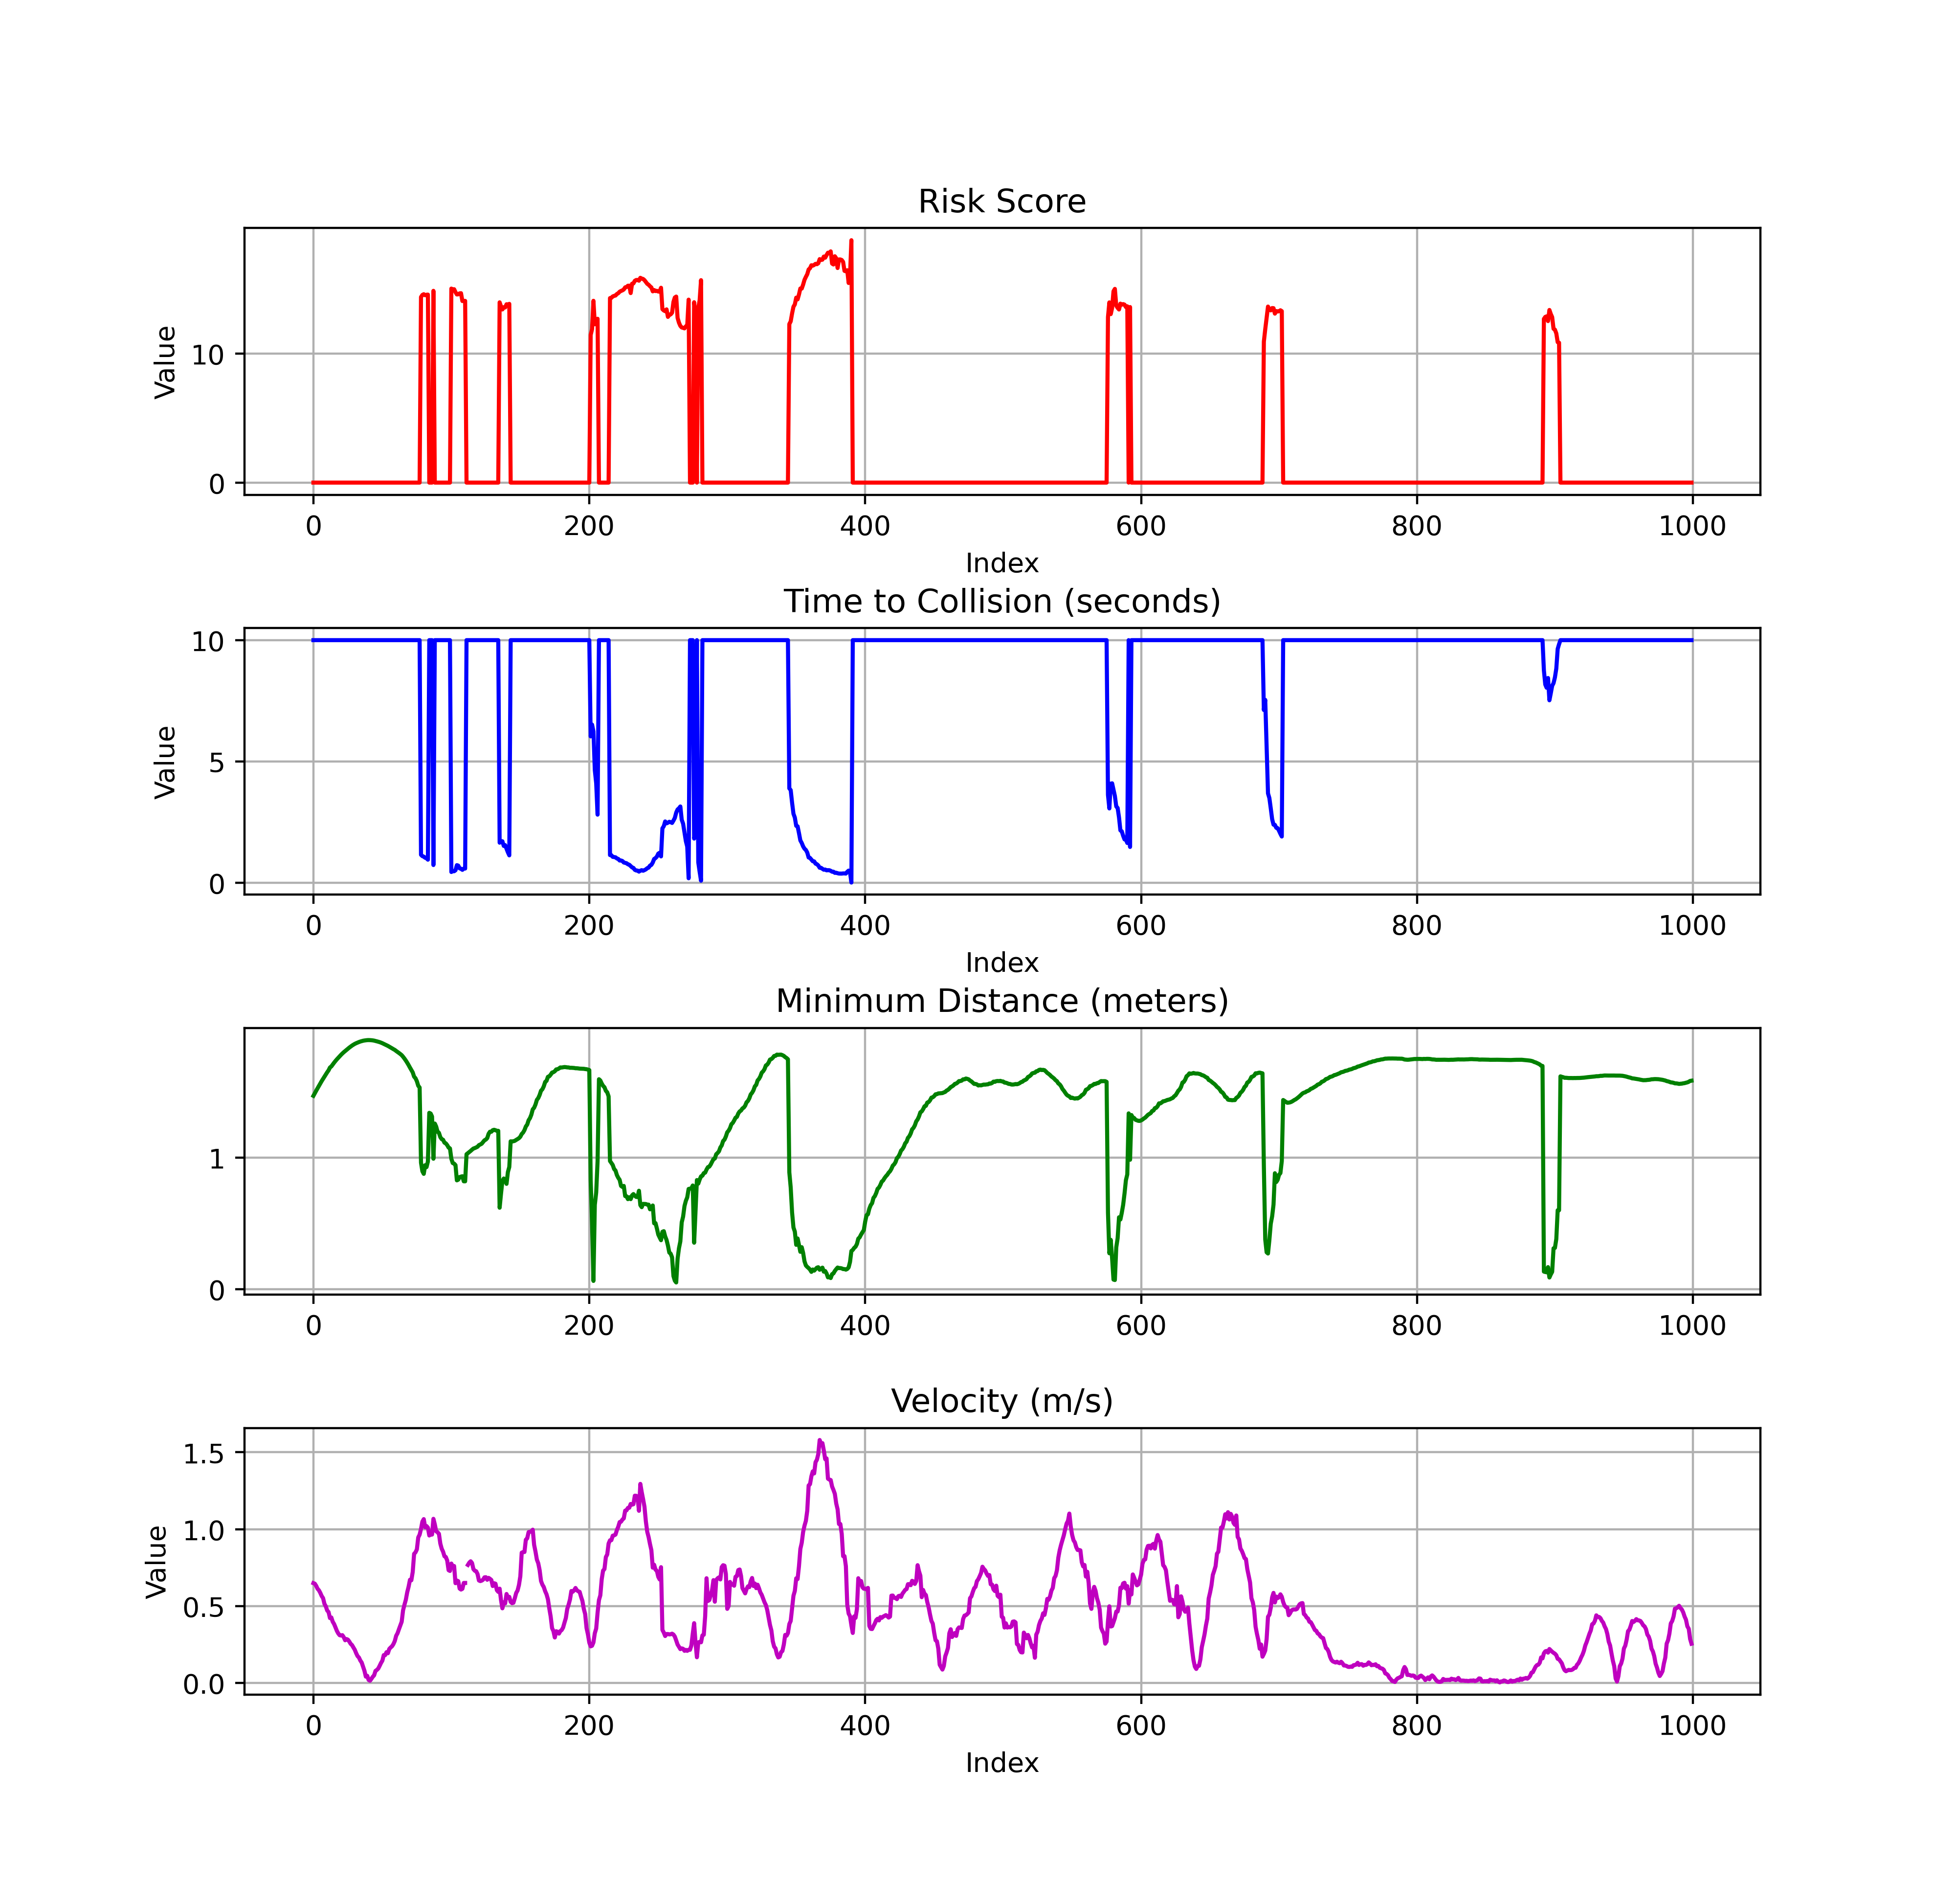 Risk Score
Value
10
0
0 200 400 600 800 1000
Index
Time to Collision (seconds)
Value
10
5
0
0 200 400 600 800 1000
Index
Minimum Distance (meters)
1
0
0 200 400 600 800 1000
Velocity (m/s)
Value
1.5
1.0
0.5
0.0
0 200 400 600 800 1000
Index